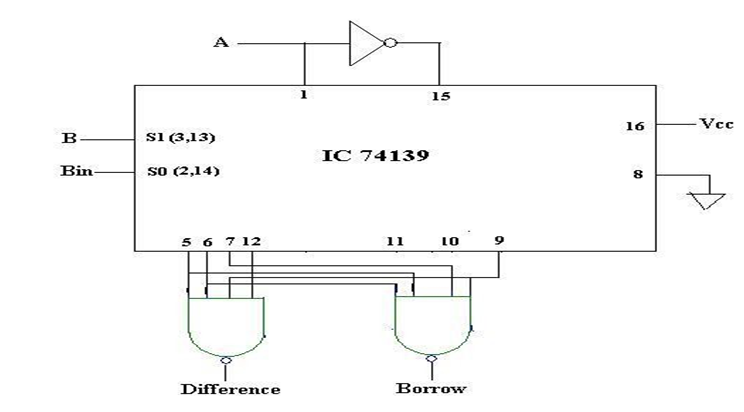 A
1
15
16
Vcc
B
S1 (3,13)
IC 74139
Bin
S0 (2,14)
8
5 6 7 12 11 10 9
Difference
Borrow